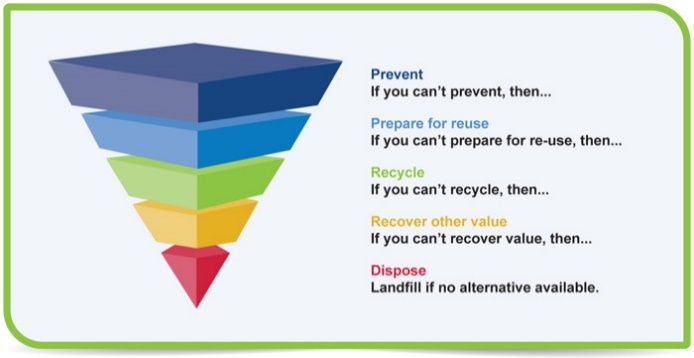 Prevent
If you can’t prevent, then...
Prepare for reuse
If you can’t prepare for re-use, then...
Recycle
If you can’t recycle, then...
Recover other value
If you can’t recover value, then...
Dispose
Landfill if no alternative available.